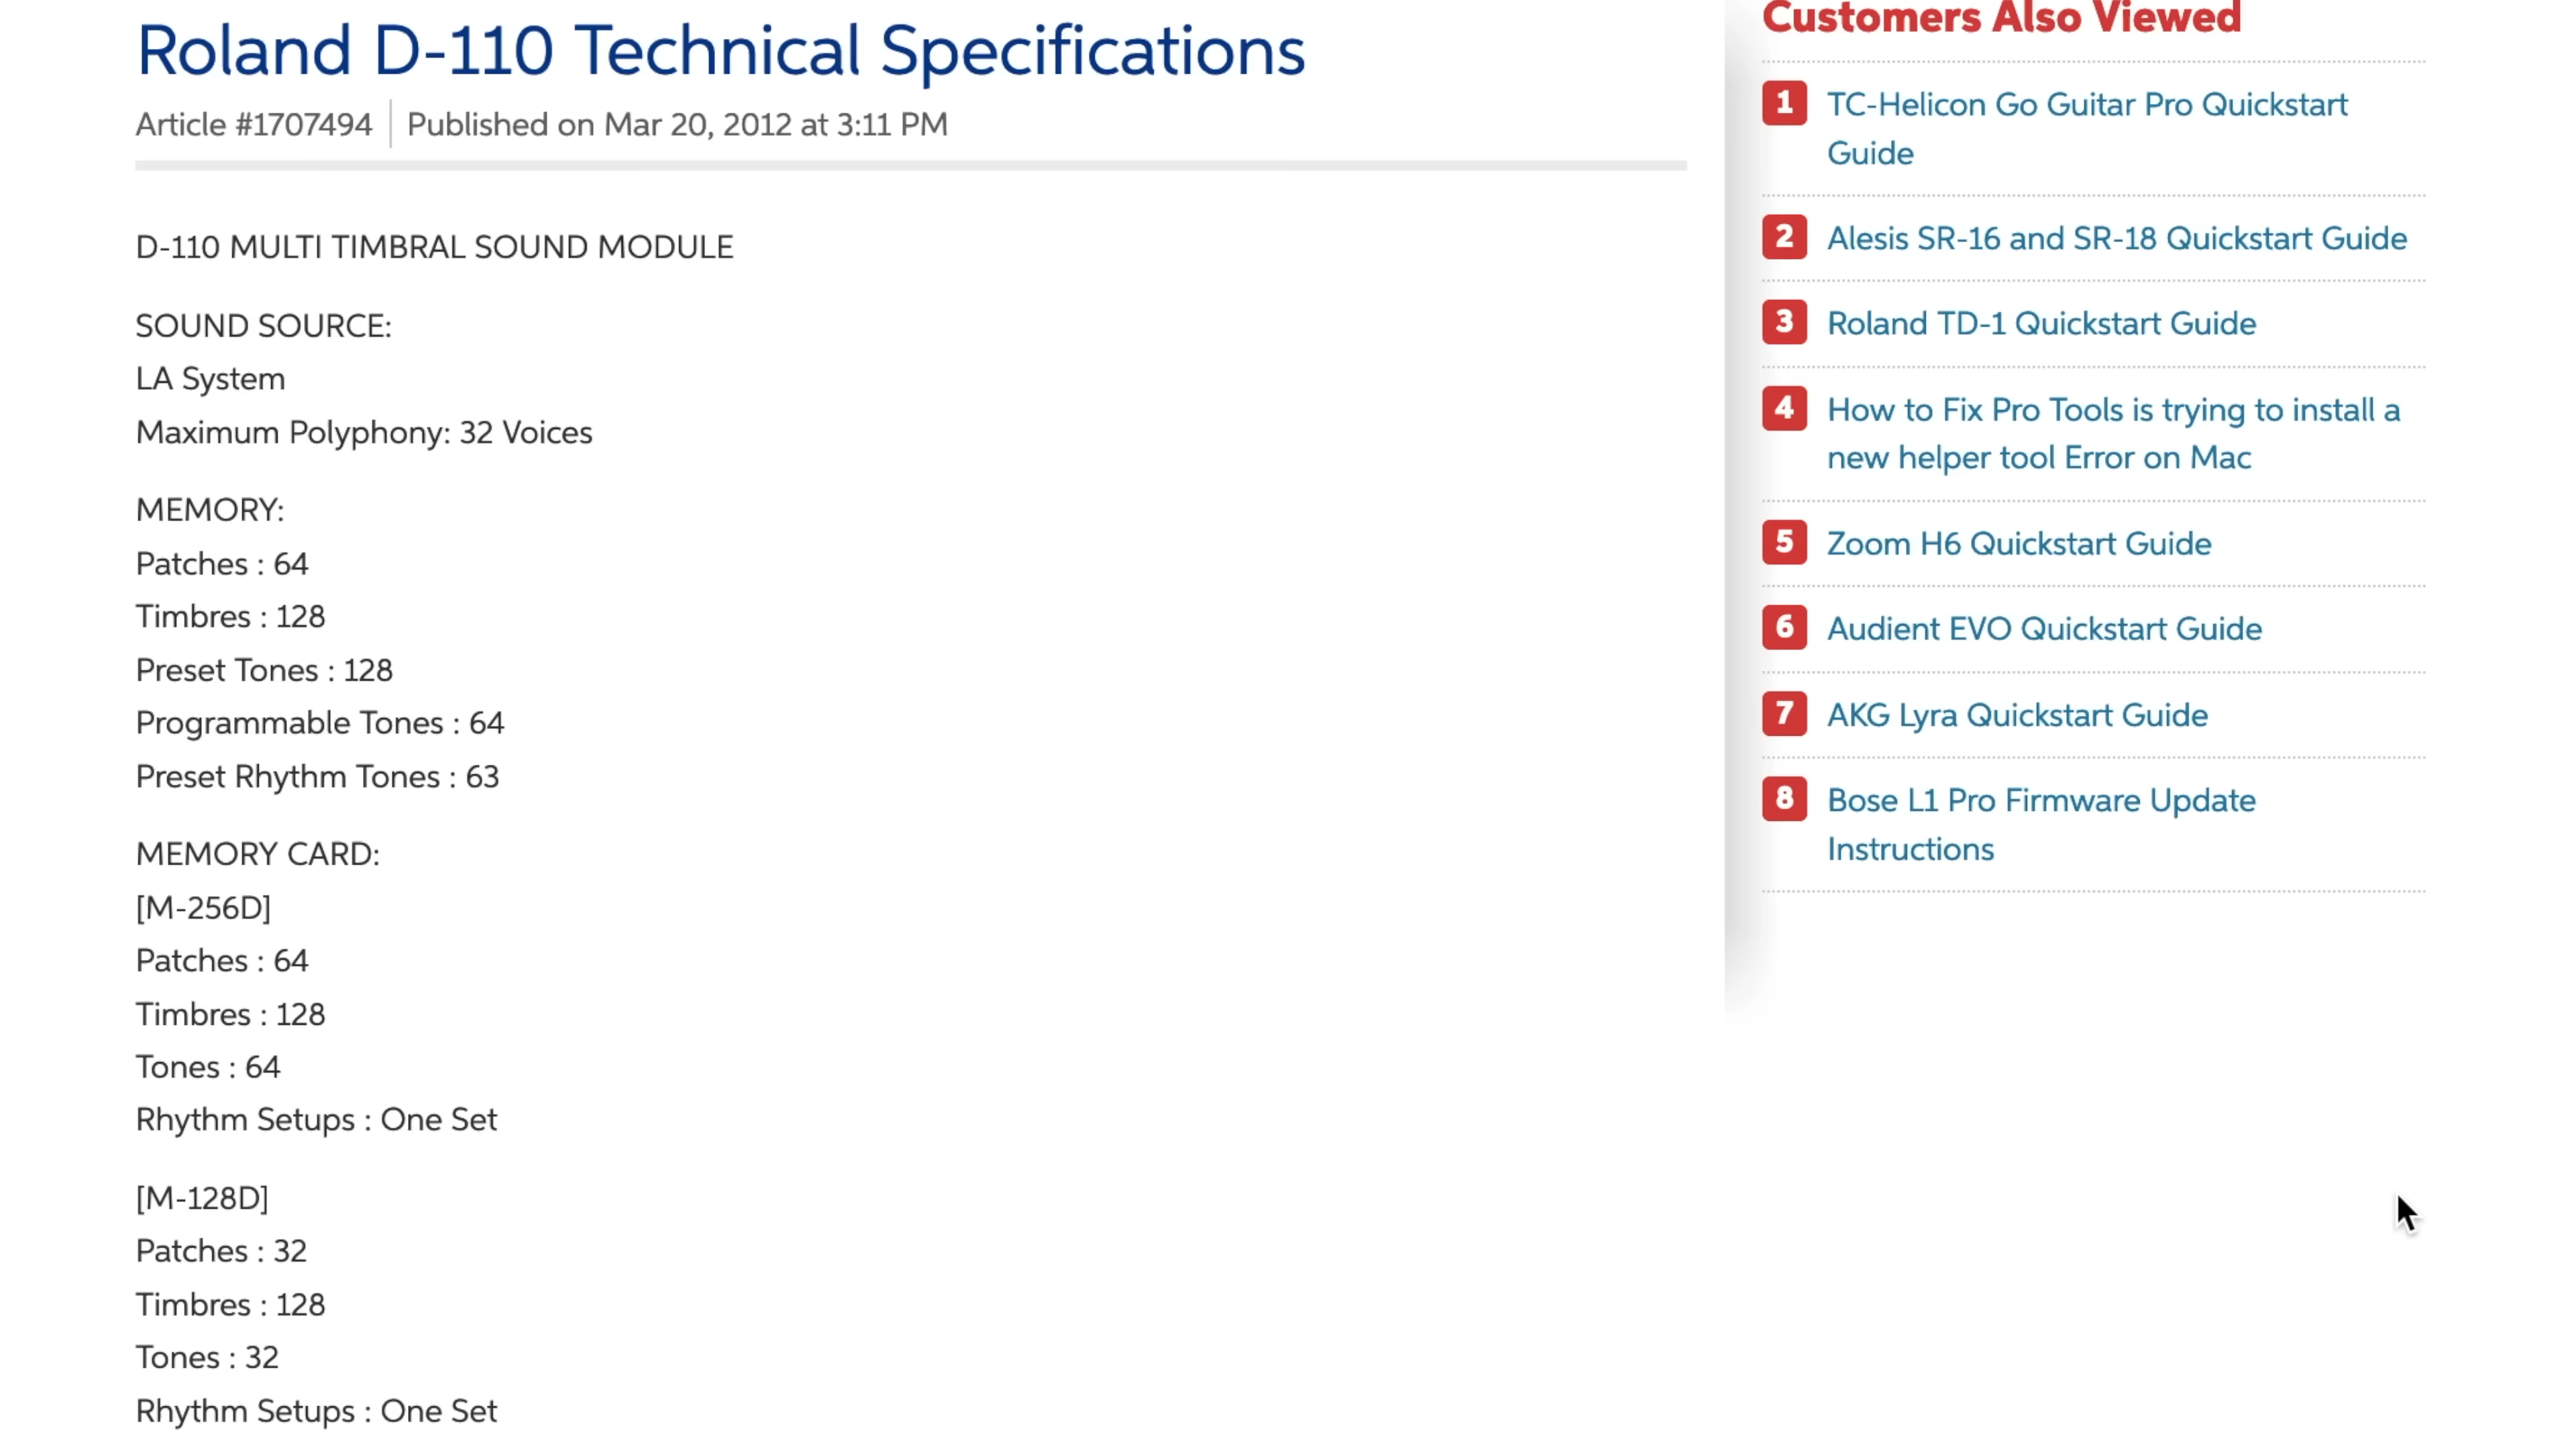 Roland D-110 Technical Specifications
Article #1707494 Published on Mar 20, 2012 at 3:11 PM
D-110 MULTI TIMBRAL SOUND MODULE
SOUND SOURCE:
LA System
Maximum Polyphony: 32 Voices
MEMORY:
Patches : 64
Timbres : 128
Preset Tones : 128
Programmable Tones : 64
Preset Rhythm Tones : 63
MEMORY CARD:
[M-256D]
Patches : 64
Timbres : 128
Tones : 64
Rhythm Setups : One Set
[M-128D]
Patches : 32
Timbres : 128
Tones : 32
Rhythm Setups : One Set
Customers Also Viewed
1 TC-Helicon Go Guitar Pro Quickstart
Guide
2 Alesis SR-16 and SR-18 Quickstart Guide
3 Roland TD-1 Quickstart Guide
4 How to Fix Pro Tools is trying to install a
new helper tool Error on Mac
5 Zoom H6 Quickstart Guide
6 Audient EVO Quickstart Guide
7 AKG Lyra Quickstart Guide
8 Bose L1 Pro Firmware Update
Instructions